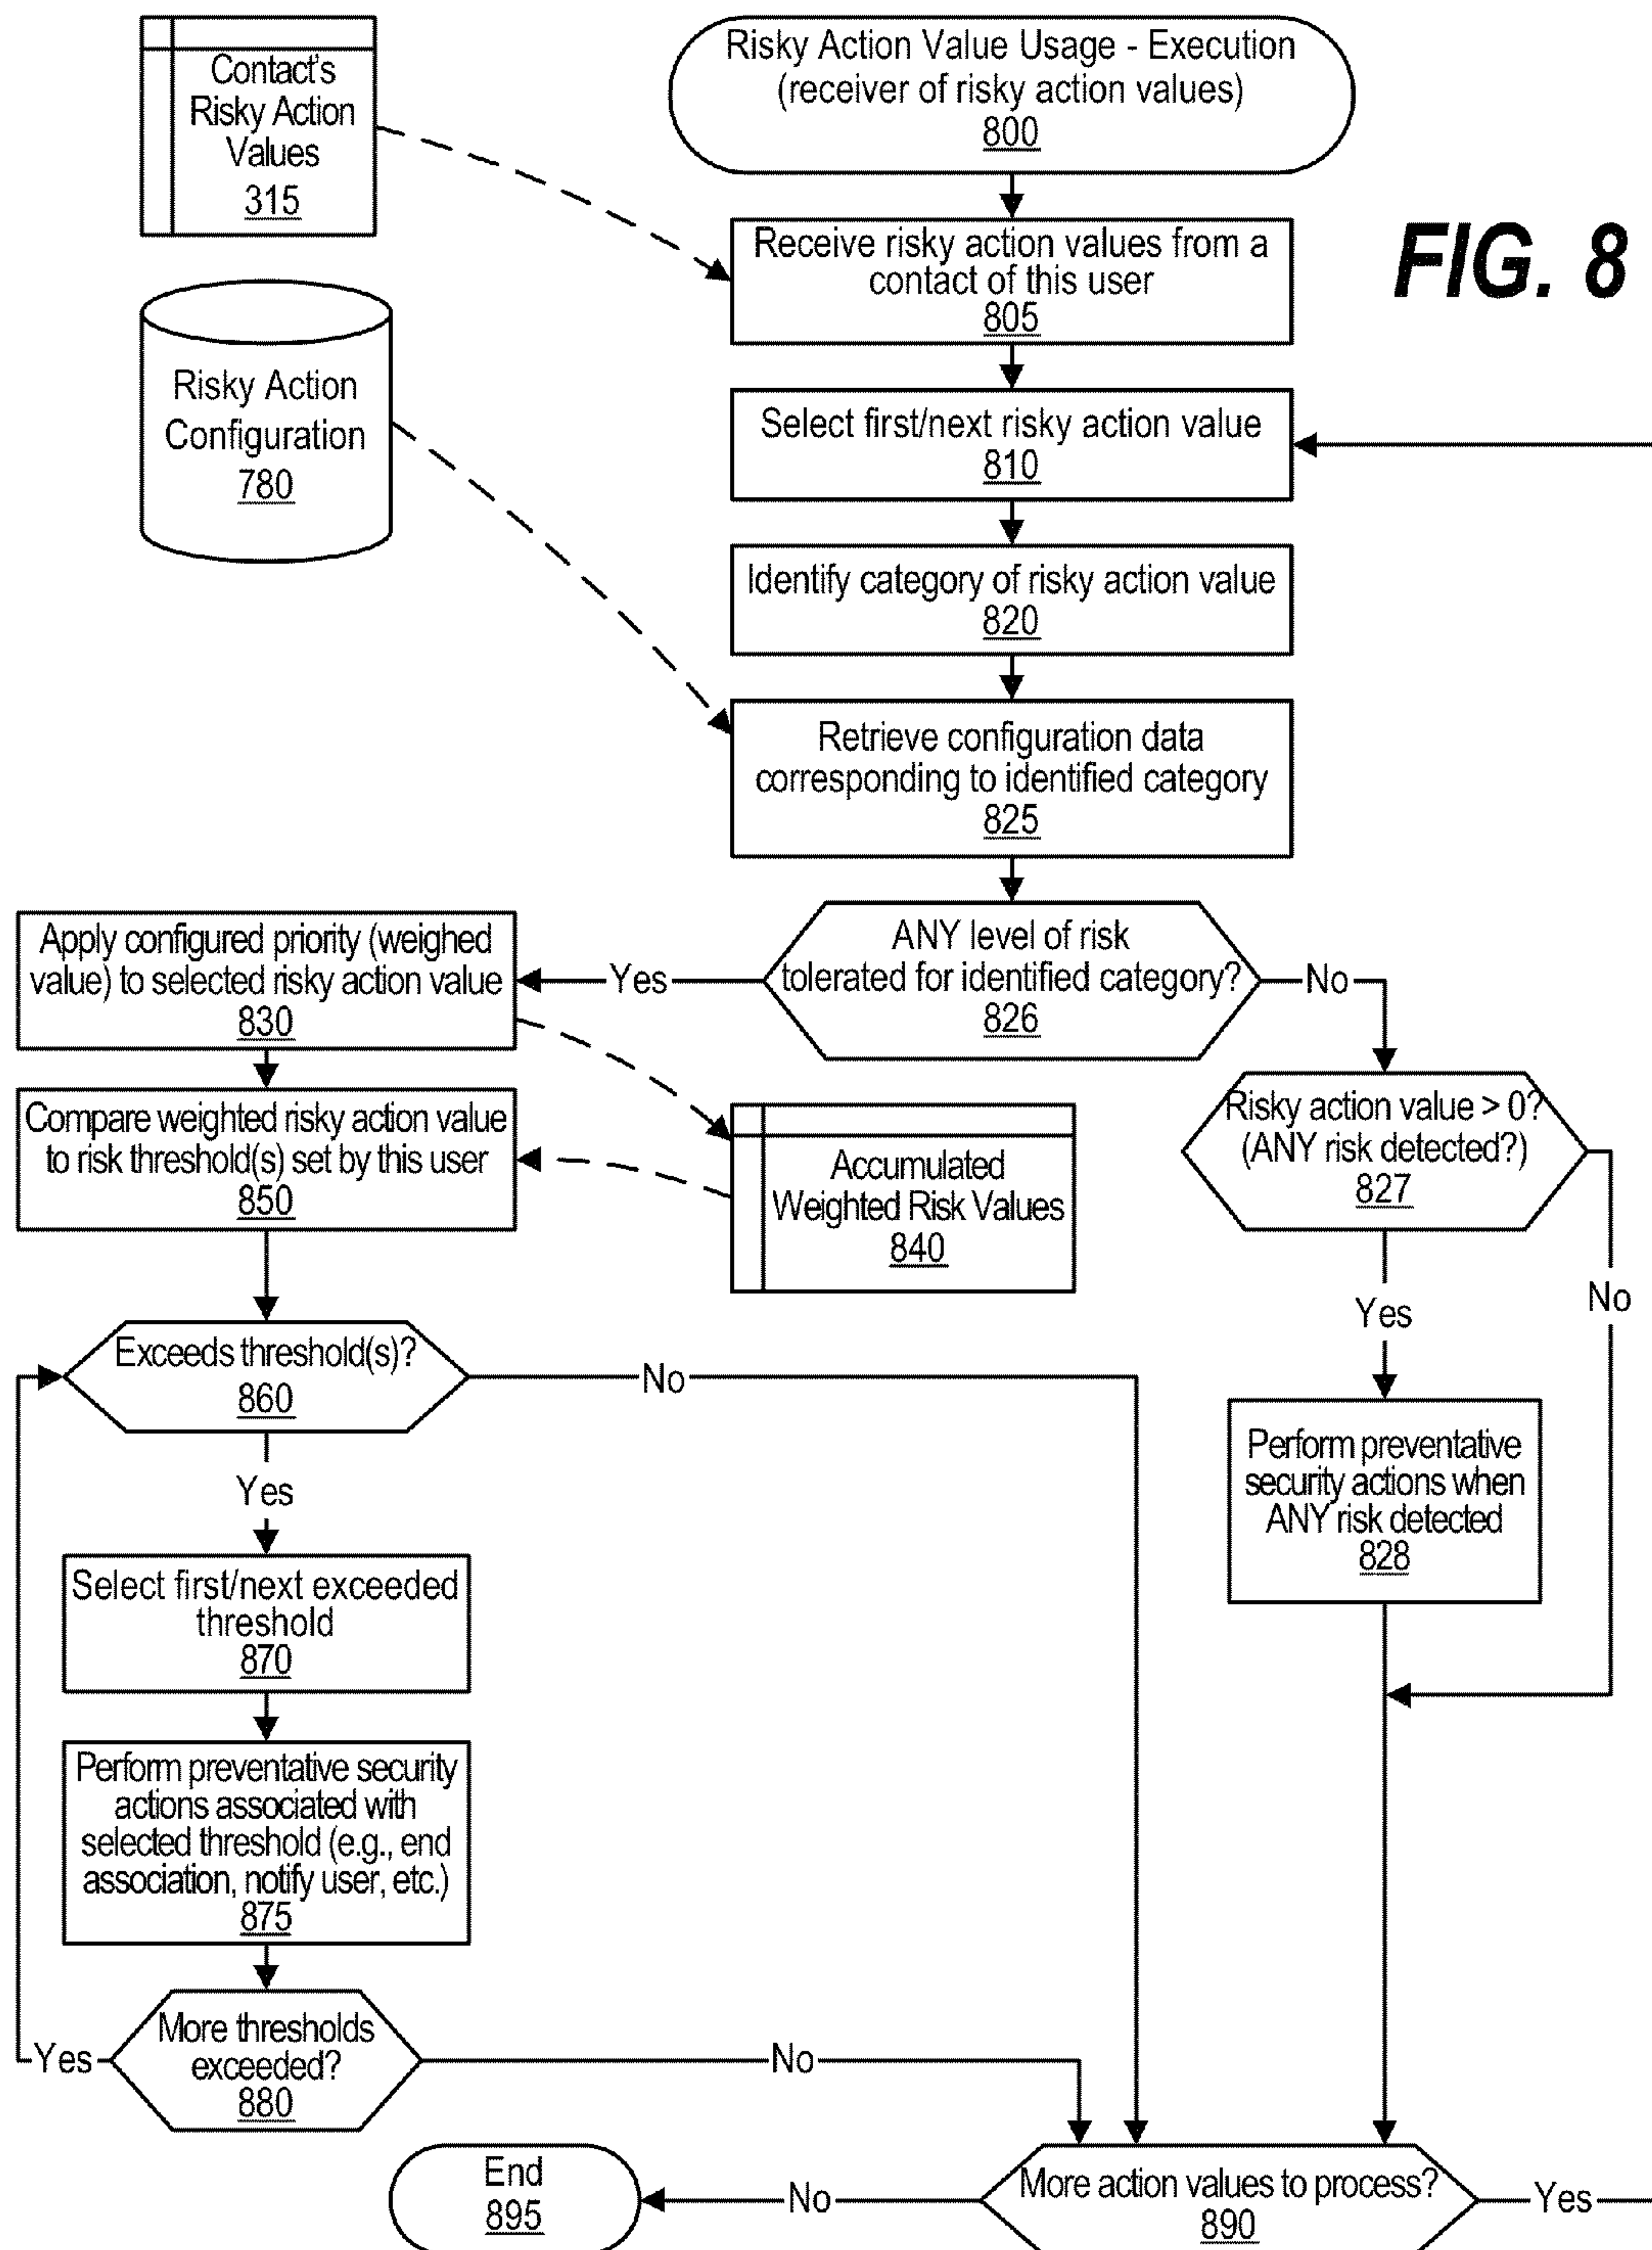 Contact's
Risky Action
Values
315
Risky Action Value Usage - Execution
(receiver of risky action values)
800
FIG. 8
Receive risky action values from a
contact of this user
805
Risky Action
Configuration
780
Select first/next risky action value
810
Identify category of risky action value
820
Retrieve configuration data
corresponding to identified category
825
ANY level of risk
tolerated for identified category?
826
Yes
No
Apply configured priority (weighed
value) to selected risky action value
830
Risky action value > 0?
(ANY risk detected?)
827
Compare weighted risky action value
to risk threshold(s) set by this user
850
Accumulated
Weighted Risk Values
840
Yes
No
Exceeds threshold(s)?
860
No
Yes
Perform preventative
security actions when
ANY risk detected
828
Select first/next exceeded
threshold
870
Perform preventative security
actions associated with
selected threshold (e.g., end
association, notify user, etc.)
875
More thresholds
exceeded?
880
Yes
No
End
895
No
More action values to process?
890
Yes